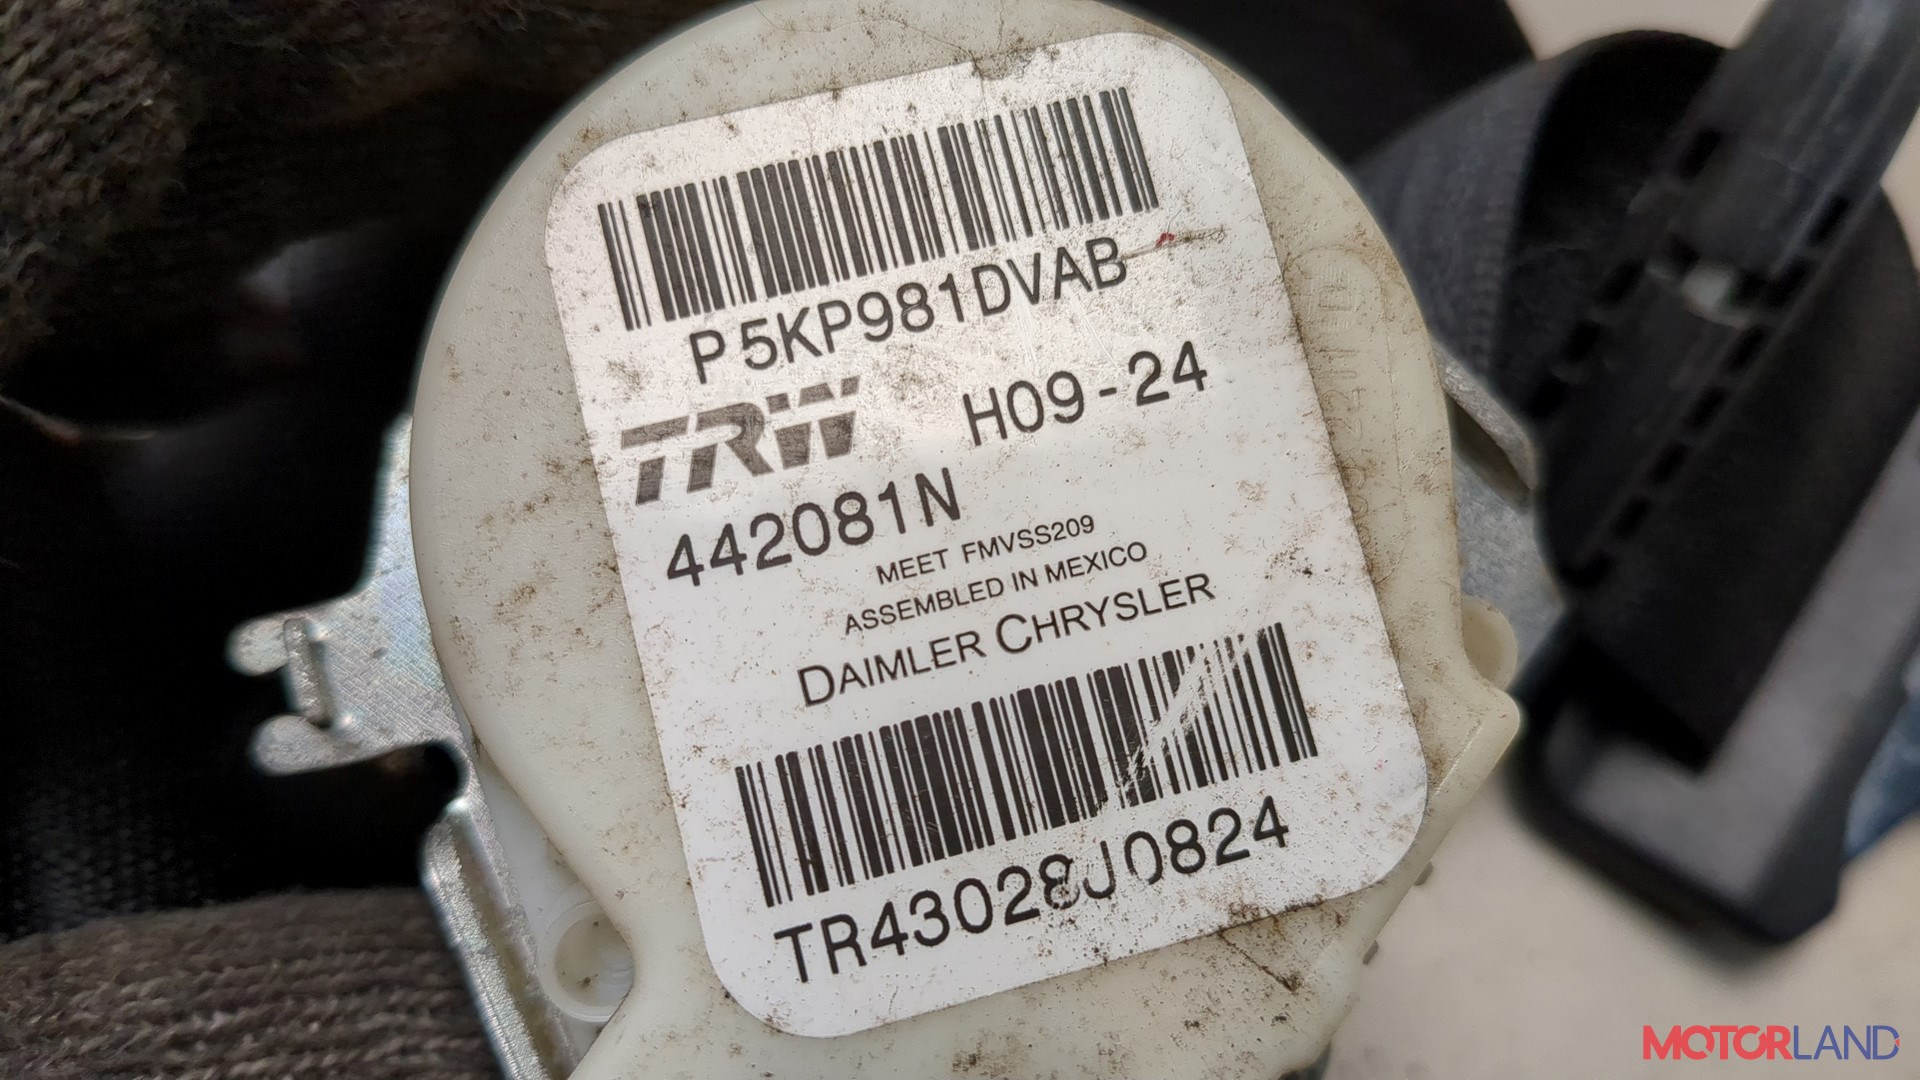 P 5KP981DVAB
TRW H09-24
442081N
MEET FMVSS209
ASSEMBLED IN MEXICO
DAIMLER CHRYSLER
TR43028J0824
MOTORLAND